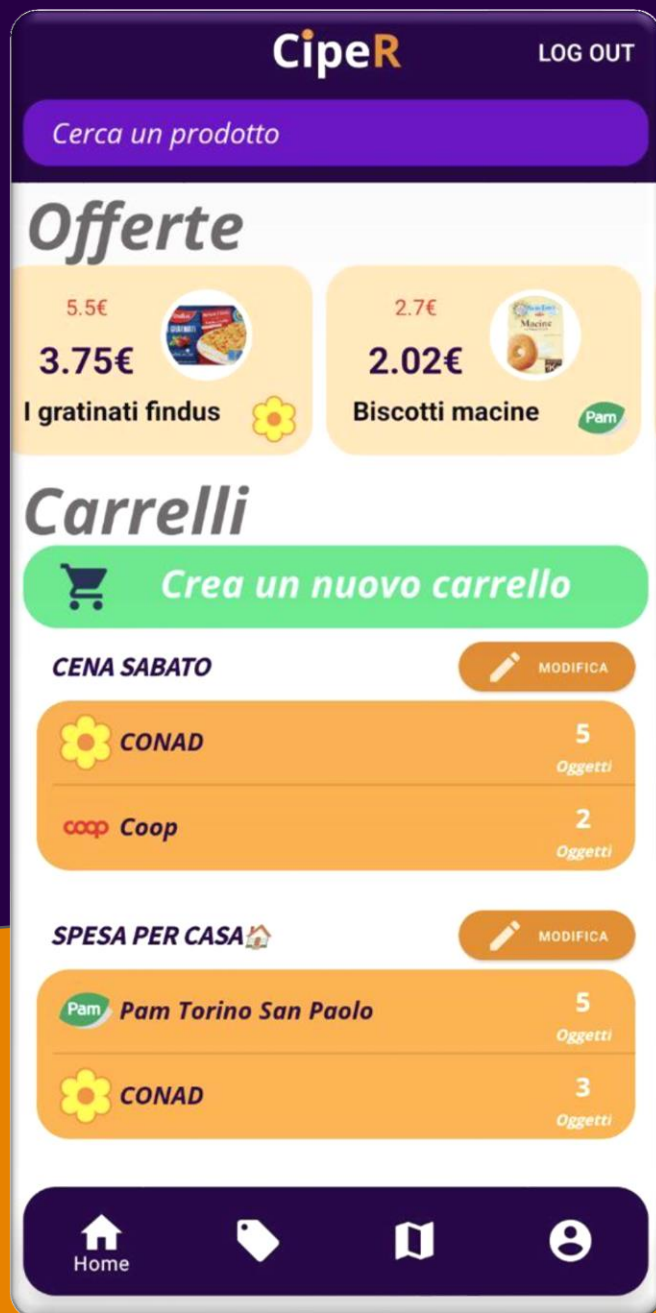 CipeR
LOG OUT
Cerca un prodotto
Offerte
5.5€
3.75€
I gratinati findus
2.7€
2.02€
Macine
Biscotti macine
Pam
Carrelli
Crea un nuovo carrello
CENA SABATO
MODIFICA
CONAD
5
Oggetti
coop
Coop
2
Oggetti
SPESA PER CASA🏠
MODIFICA
Pam
Pam Torino San Paolo
5
Oggetti
CONAD
3
Oggetti
Home